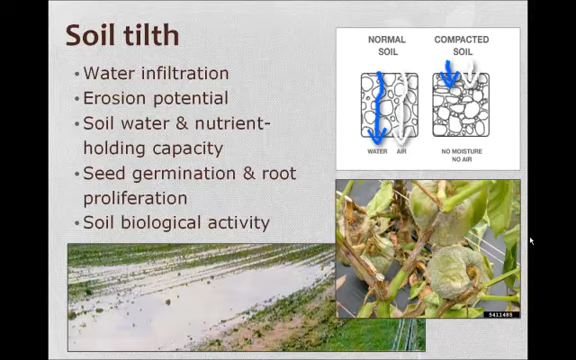 Soil tilth
• Water infiltration
• Erosion potential
• Soil water & nutrient-
holding capacity
• Seed germination & root
proliferation
• Soil biological activity
NORMAL
SOIL
COMPACTED
SOIL
WATER
AIR
NO MOISTURE
NO AIR
5411485